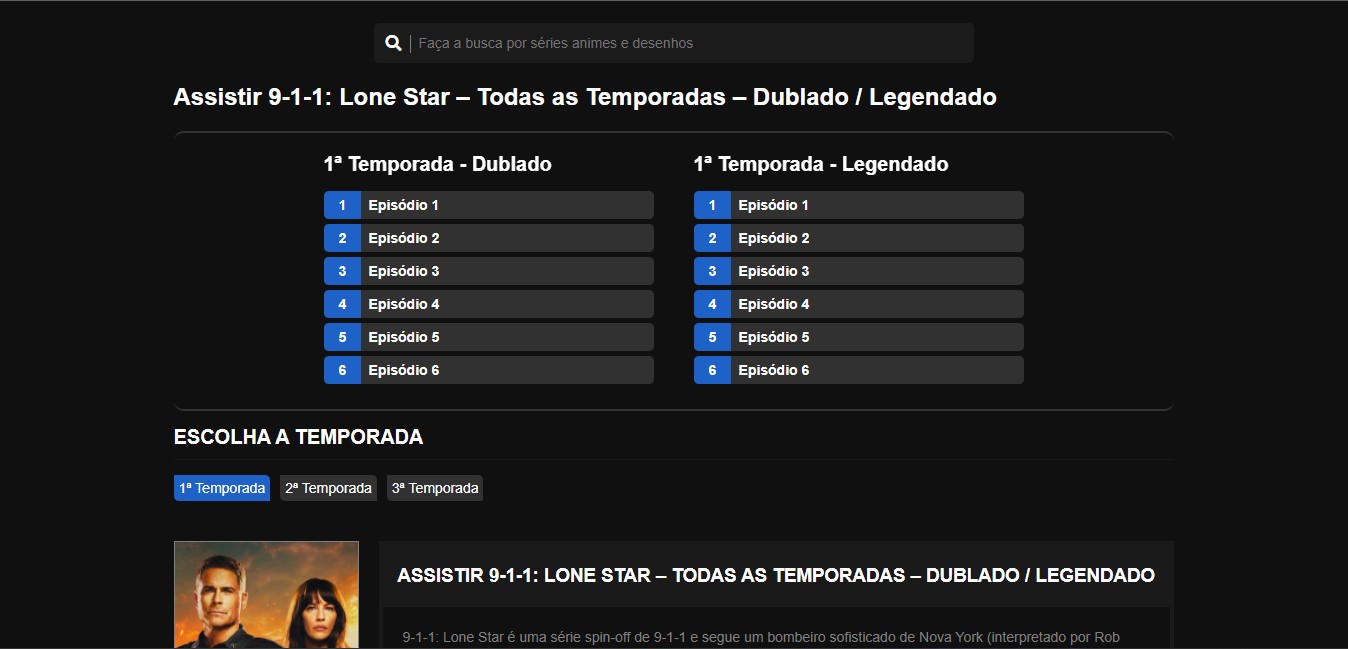 Faça a busca por séries animes e desenhos
Assistir 9-1-1: Lone Star – Todas as Temporadas – Dublado / Legendado
1ª Temporada - Dublado
1 Episódio 1
2 Episódio 2
3 Episódio 3
4 Episódio 4
5 Episódio 5
6 Episódio 6
1ª Temporada - Legendado
1 Episódio 1
2 Episódio 2
3 Episódio 3
4 Episódio 4
5 Episódio 5
6 Episódio 6
ESCOLHA A TEMPORADA
1ª Temporada 2ª Temporada 3ª Temporada
ASSISTIR 9-1-1: LONE STAR – TODAS AS TEMPORADAS – DUBLADO / LEGENDADO
9-1-1: Lone Star é uma série spin-off de 9-1-1 e segue um bombeiro sofisticado de Nova York (interpretado por Rob